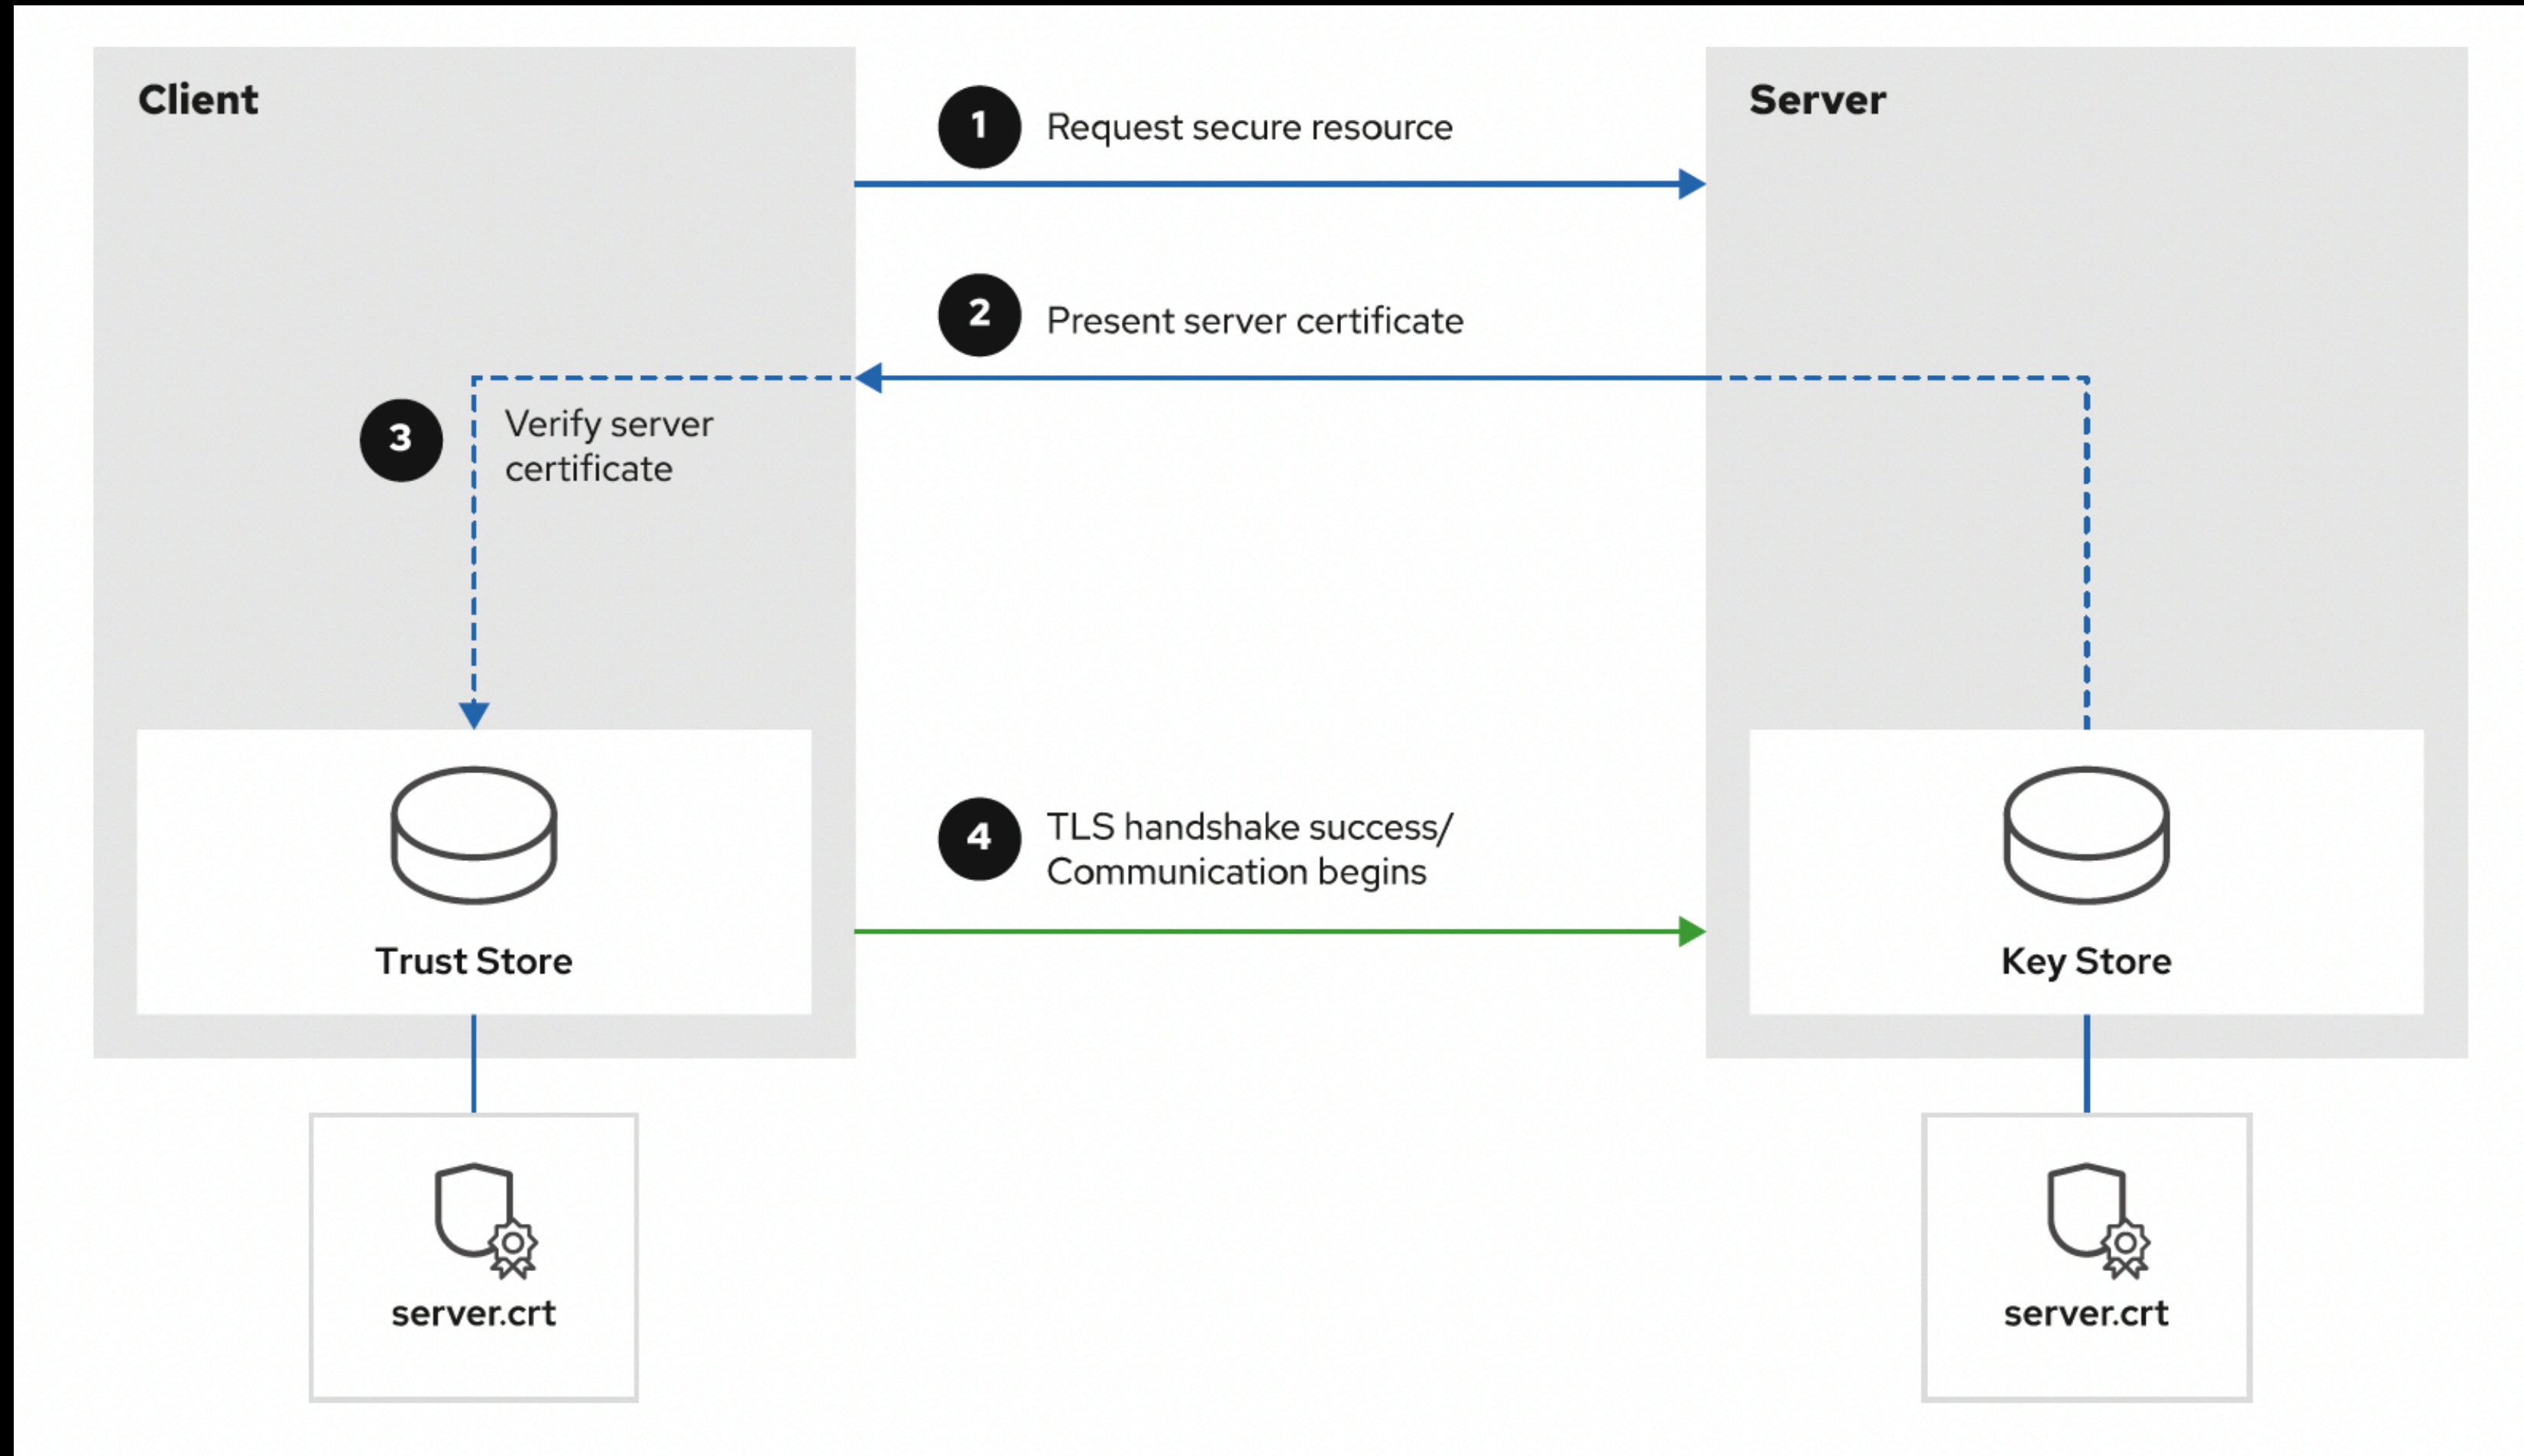 Client
Server
1
Request secure resource
2
Present server certificate
3
Verify server
certificate
4
TLS handshake success/
Communication begins
Trust Store
Key Store
server.crt
server.crt